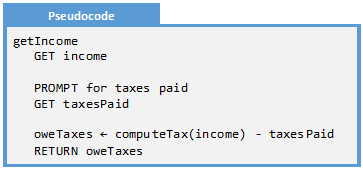 Pseudocode
getIncome
GET income
PROMPT for taxes paid
GET taxesPaid
oweTaxes ← computeTax(income) - taxesPaid
RETURN oweTaxes